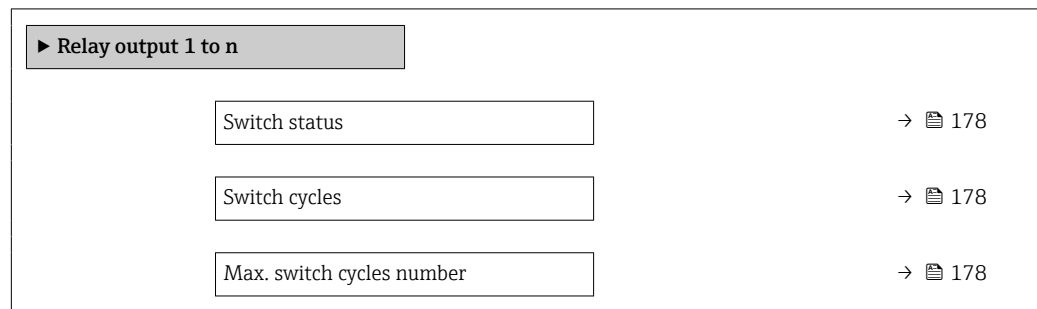 ▶ Relay output 1 to n
Switch status → 178
Switch cycles → 178
Max. switch cycles number → 178